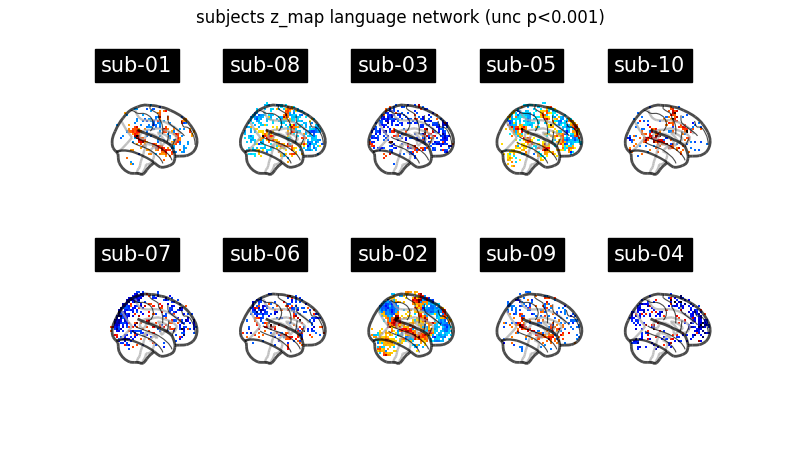 subjects z_map language network (unc p<0.001)
sub-01
sub-08
sub-03
sub-05
sub-10
sub-07
sub-06
sub-02
sub-09
sub-04